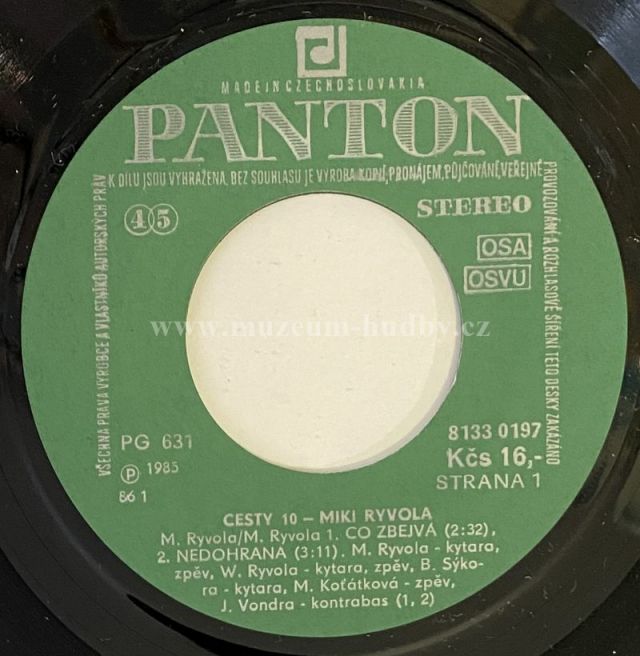 MADE IN CZECHOSLOVAKIA
PANTON
VŠECHNA PRÁVA VÝROBCE A VLASTNÍKŮ AUTORSKÝCH PRÁV
K DÍLU JSOU VYHRAŽENA. BEZ SOUHLASU JE VÝROBA KOPIÍ, PRONÁJEM, PŮJČOVÁNÍ, VEŘEJNÉ
PROVOZOVÁNÍ A ROZHLASOVÉ ŠÍŘENÍ TÉTO DESKY ZAKÁZÁNO
45
STEREO
OSA
OSVU
www.muzeum-hudby.cz
PG 631
℗ 1985
86 1
8133 0197
Kčs 16,-
STRANA 1
CESTY 10 – MIKI RYVOLA
M. Ryvola/M. Ryvola 1. CO ZBEJVÁ (2:32),
2. NEDOHRANÁ (3:11). M. Ryvola - kytara,
zpěv, W. Ryvola - kytara, zpěv, B. Sýko-
ra - kytara, M. Koťátková - zpěv,
J. Vondra - kontrabas (1, 2)